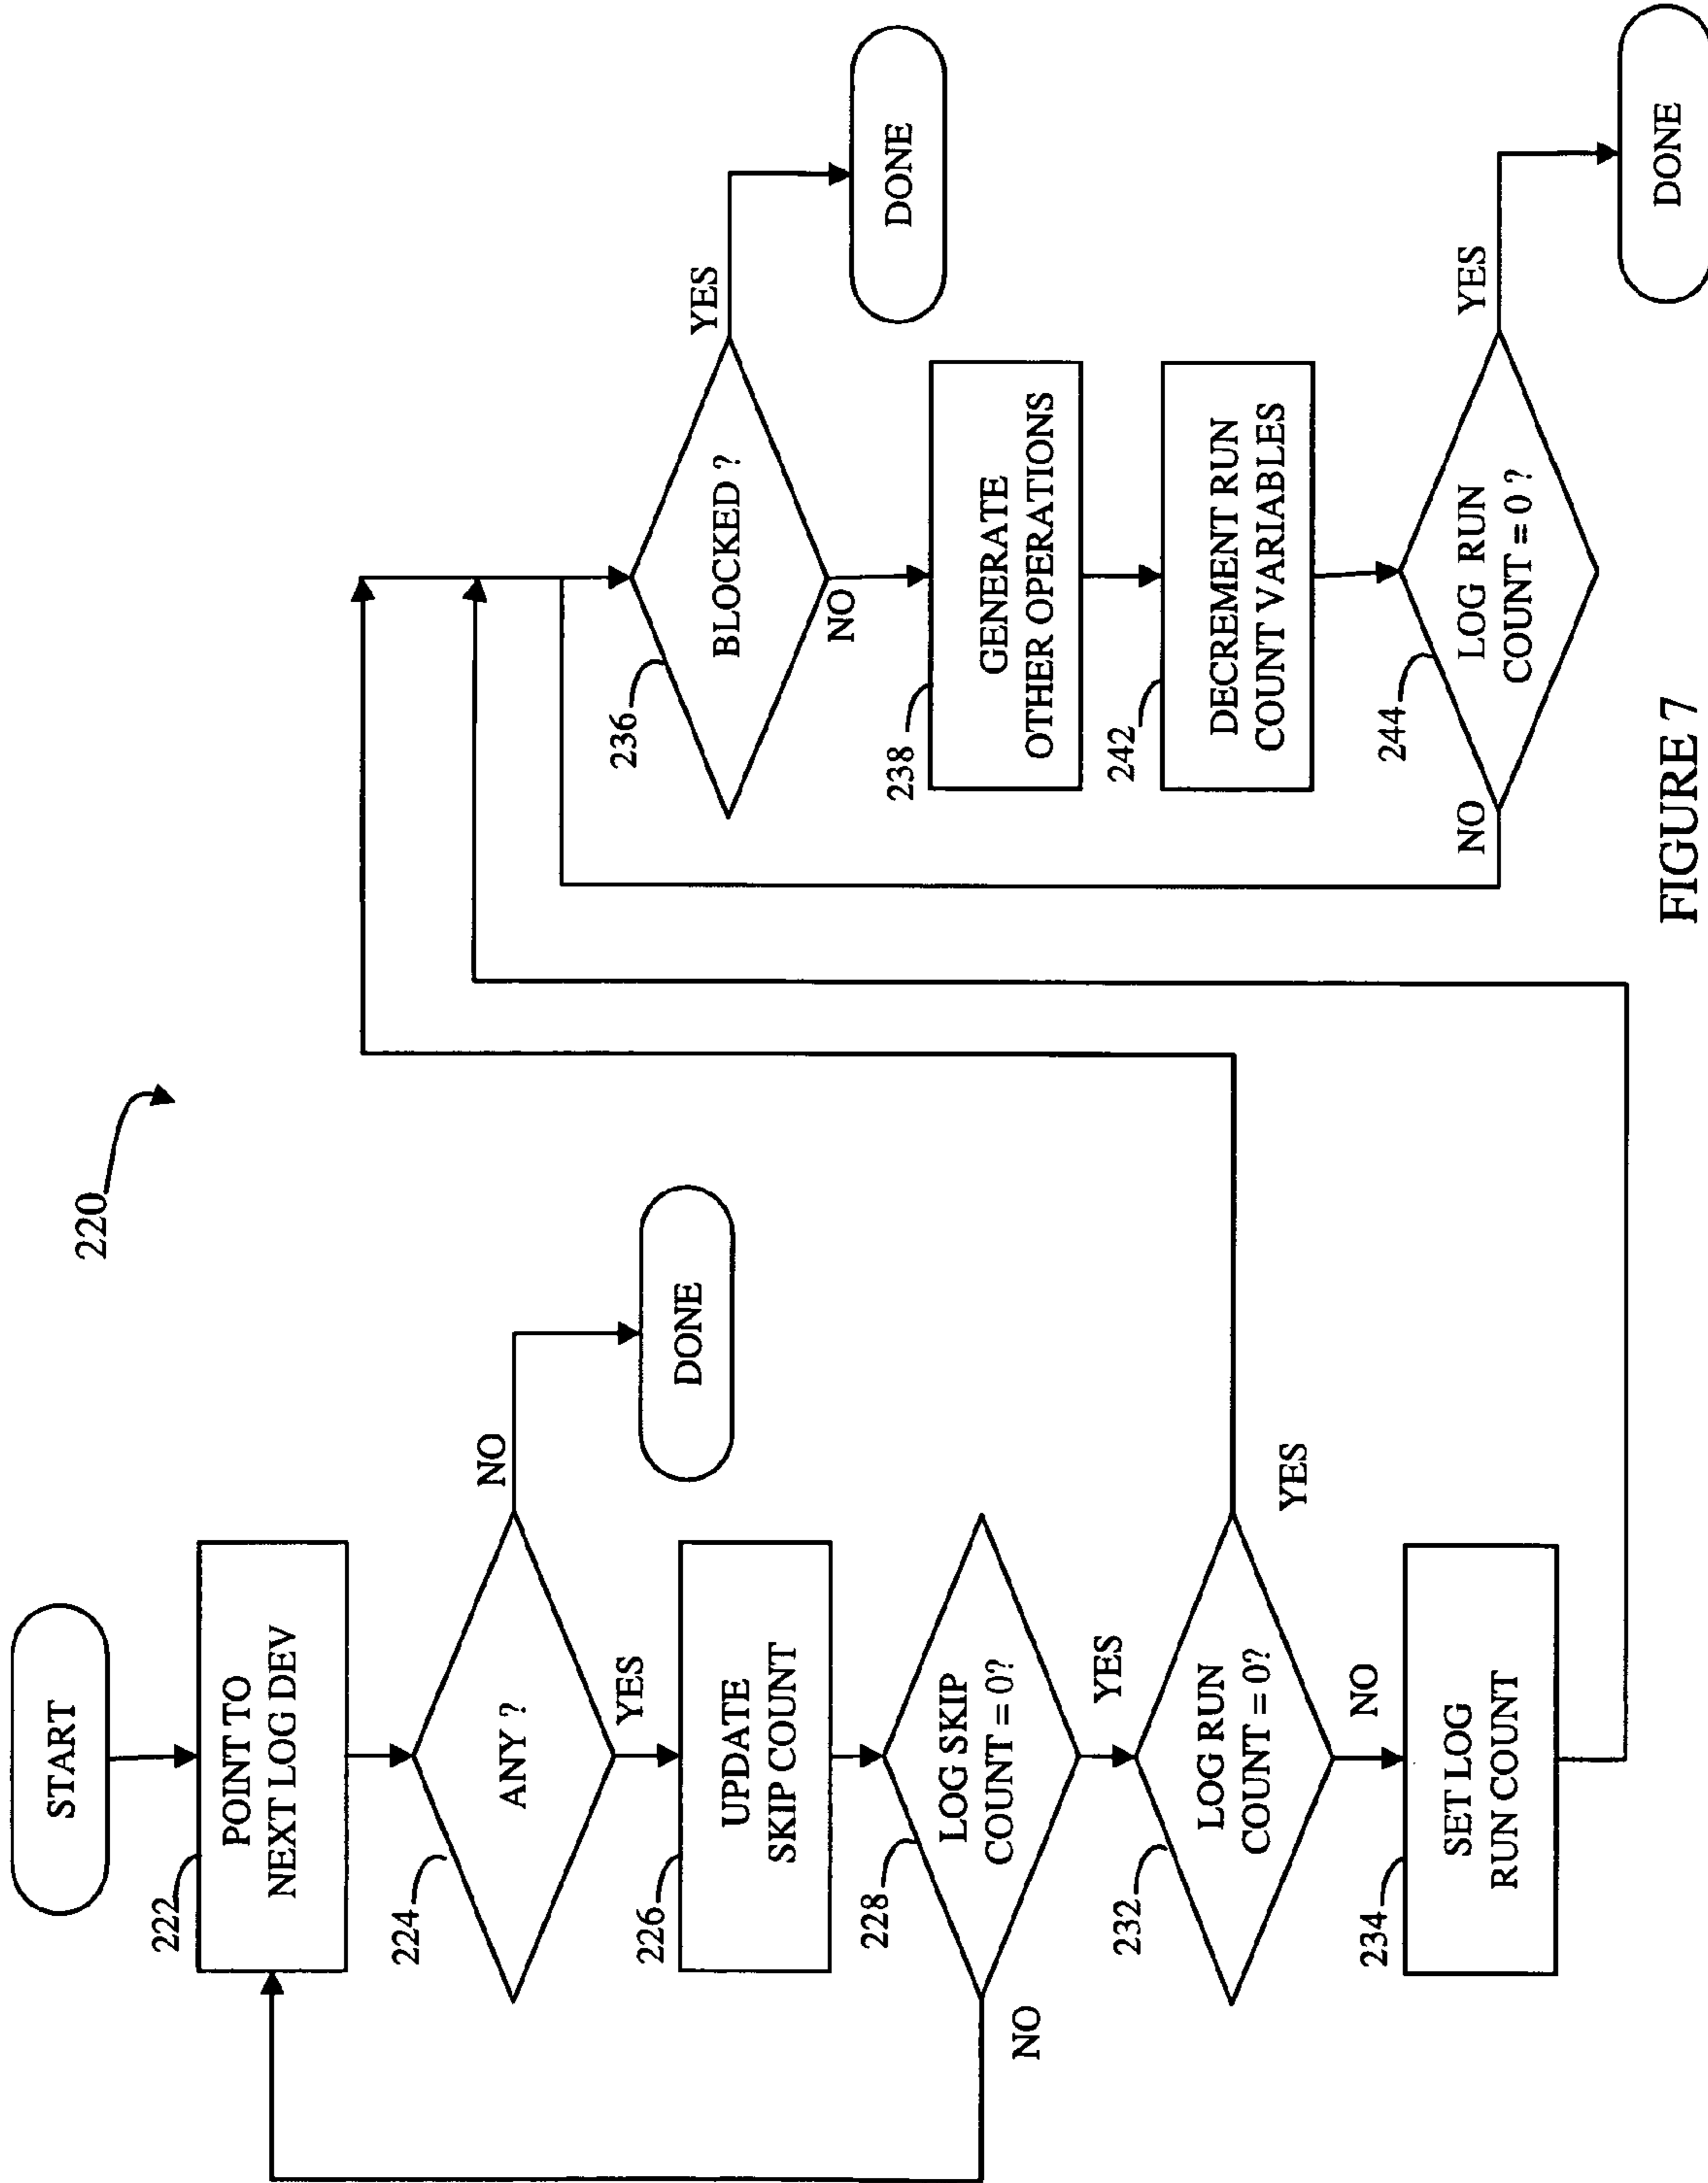 220
START
222
POINT TO
NEXT LOG DEV
224
ANY ?
NO
DONE
YES
226
UPDATE
SKIP COUNT
228
LOG SKIP
COUNT = 0?
NO
YES
232
LOG RUN
COUNT = 0?
YES
NO
234
SET LOG
RUN COUNT
236
BLOCKED ?
YES
DONE
NO
238
GENERATE
OTHER OPERATIONS
242
DECREMENT RUN
COUNT VARIABLES
244
LOG RUN
COUNT = 0 ?
NO
YES
DONE
FIGURE 7